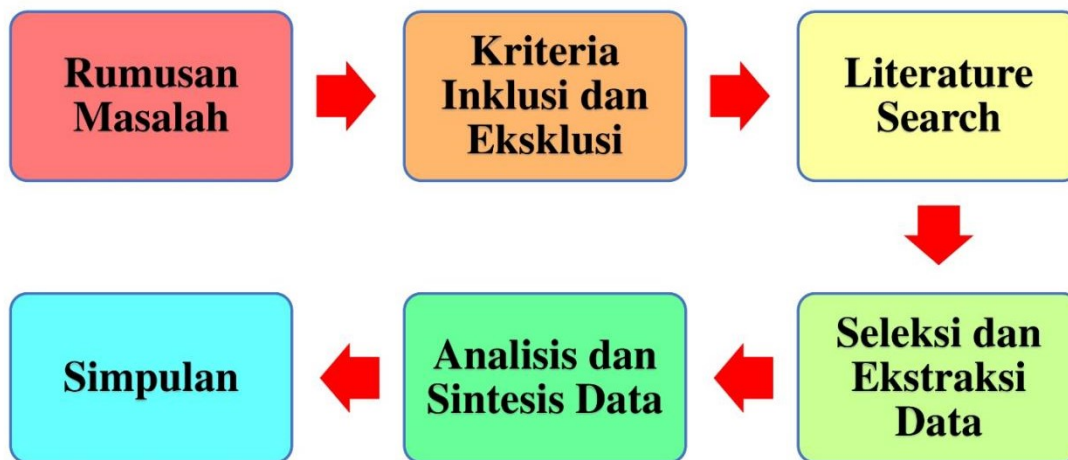 Rumusan
Masalah
Kriteria
Inklusi dan
Eksklusi
Literature
Search
Seleksi dan
Ekstraksi
Data
Analisis dan
Sintesis Data
Simpulan